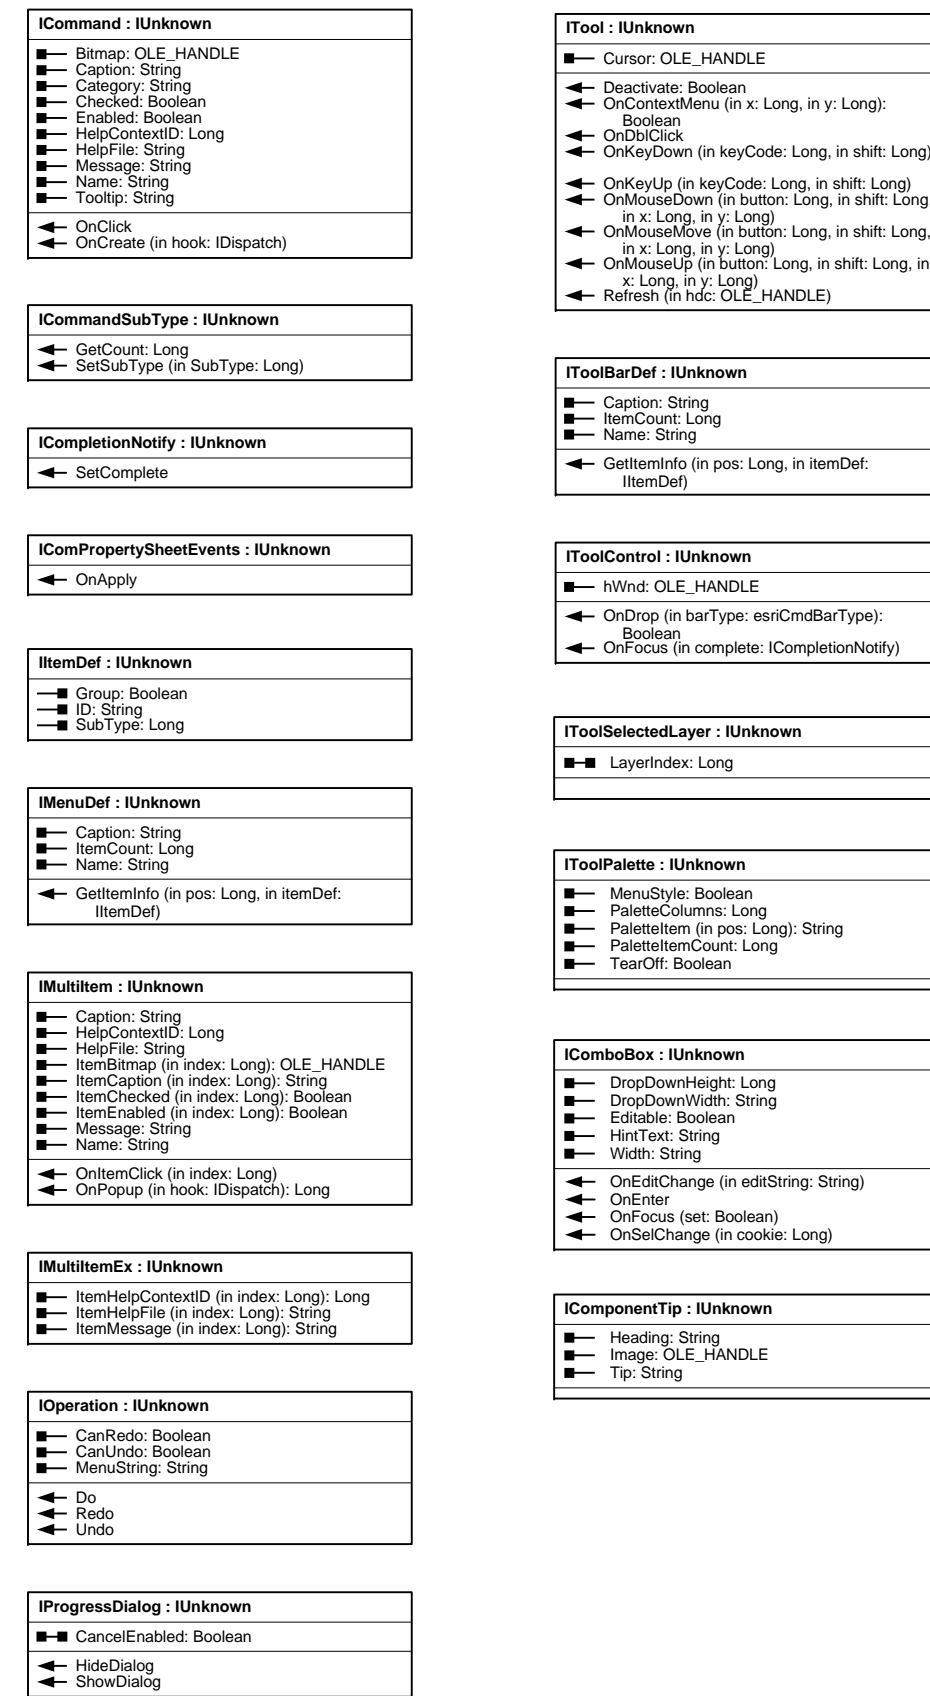 ICommand : IUnknown
Bitmap: OLE_HANDLE
Caption: String
Category: String
Checked: Boolean
Enabled: Boolean
HelpContextID: Long
HelpFile: String
Message: String
Name: String
Tooltip: String
OnClick
OnCreate (in hook: IDispatch)
ICommandSubType : IUnknown
GetCount: Long
SetSubType (in SubType: Long)
ICompletionNotify : IUnknown
SetComplete
IComPropertySheetEvents : IUnknown
OnApply
IItemDef : IUnknown
Group: Boolean
ID: String
SubType: Long
IMenuDef : IUnknown
Caption: String
ItemCount: Long
Name: String
GetItemInfo (in pos: Long, in itemDef:
IItemDef)
IMultiItem : IUnknown
Caption: String
HelpContextID: Long
HelpFile: String
ItemBitmap (in index: Long): OLE_HANDLE
ItemCaption (in index: Long): String
ItemChecked (in index: Long): Boolean
ItemEnabled (in index: Long): Boolean
Message: String
Name: String
OnItemClick (in index: Long)
OnPopup (in hook: IDispatch): Long
IMultiItemEx : IUnknown
ItemHelpContextID (in index: Long): Long
ItemHelpFile (in index: Long): String
ItemMessage (in index: Long): String
IOperation : IUnknown
CanRedo: Boolean
CanUndo: Boolean
MenuString: String
Do
Redo
Undo
IProgressDialog : IUnknown
CancelEnabled: Boolean
HideDialog
ShowDialog
ITool : IUnknown
Cursor: OLE_HANDLE
Deactivate: Boolean
OnContextMenu (in x: Long, in y: Long):
Boolean
OnDblClick
OnKeyDown (in keyCode: Long, in shift: Long)
OnKeyUp (in keyCode: Long, in shift: Long)
OnMouseDown (in button: Long, in shift: Long,
in x: Long, in y: Long)
OnMouseMove (in button: Long, in shift: Long,
in x: Long, in y: Long)
OnMouseUp (in button: Long, in shift: Long, in
x: Long, in y: Long)
Refresh (in hdc: OLE_HANDLE)
IToolBarDef : IUnknown
Caption: String
ItemCount: Long
Name: String
GetItemInfo (in pos: Long, in itemDef:
IItemDef)
IToolControl : IUnknown
hWnd: OLE_HANDLE
OnDrop (in barType: esriCmdBarType):
Boolean
OnFocus (in complete: ICompletionNotify)
IToolSelectedLayer : IUnknown
LayerIndex: Long
IToolPalette : IUnknown
MenuStyle: Boolean
PaletteColumns: Long
PaletteItem (in pos: Long): String
PaletteItemCount: Long
TearOff: Boolean
IComboBox : IUnknown
DropDownHeight: Long
DropDownWidth: String
Editable: Boolean
HintText: String
Width: String
OnEditChange (in editString: String)
OnEnter
OnFocus (set: Boolean)
OnSelChange (in cookie: Long)
IComponentTip : IUnknown
Heading: String
Image: OLE_HANDLE
Tip: String